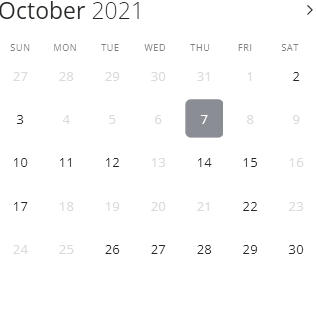 October 2021
SUN MON TUE WED THU FRI SAT
27 28 29 30 31 1 2
3 4 5 6 7 8 9
10 11 12 13 14 15 16
17 18 19 20 21 22 23
24 25 26 27 28 29 30